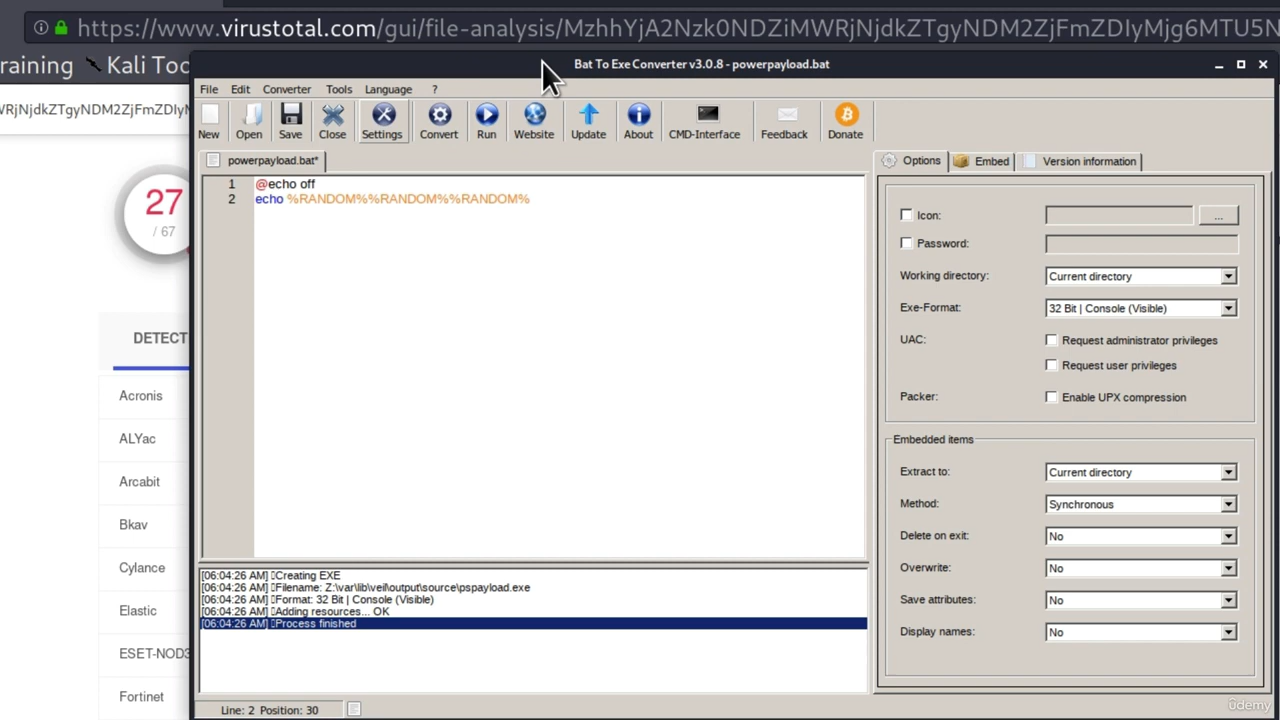 https://www.virustotal.com/gui/file-analysis/MzhhYjA2Nzk0NDZiMWRjNjdkZTgyNDM2ZjFmZDIyMjg6MTU5N
raining Kali Too
WRjNjdkZTgyNDM2ZjFmZDIyM
27
/ 67
DETECT
Acronis
ALYac
Arcabit
Bkav
Cylance
Elastic
ESET-NOD3
Fortinet
Bat To Exe Converter v3.0.8 - powerpayload.bat
File Edit Converter Tools Language ?
New Open Save Close Settings Convert Run Website Update About CMD-Interface Feedback Donate
powerpayload.bat*
1 @echo off
2 echo %RANDOM%%RANDOM%%RANDOM%
[06:04:26 AM] Creating EXE
[06:04:26 AM] Filename: Z:\var\lib\veil\output\source\pspayload.exe
[06:04:26 AM] Format: 32 Bit | Console (Visible)
[06:04:26 AM] Adding resources... OK
[06:04:26 AM] Process finished
Line: 2 Position: 30
Options Embed Version information
Icon: ...
Password:
Working directory: Current directory
Exe-Format: 32 Bit | Console (Visible)
UAC: Request administrator privileges
Request user privileges
Packer: Enable UPX compression
Embedded items
Extract to: Current directory
Method: Synchronous
Delete on exit: No
Overwrite: No
Save attributes: No
Display names: No
ûdemy